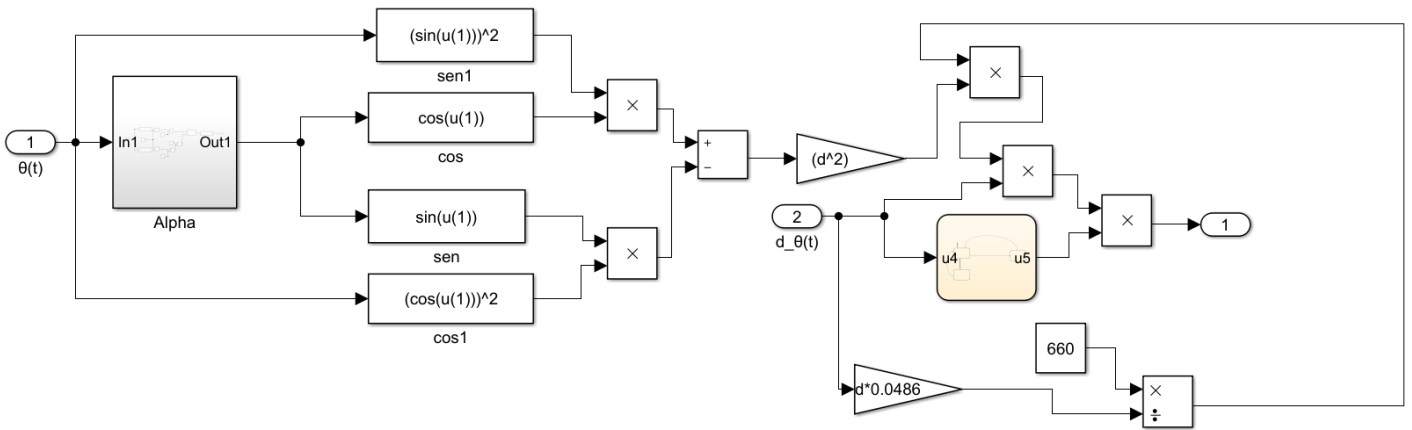 (sin(u(1)))^2
sen1
1
θ(t)
In1
Out1
Alpha
cos(u(1))
cos
sin(u(1))
sen
(cos(u(1)))^2
cos1
×
×
+
−
(d^2)
×
×
2
d_θ(t)
u4
u5
×
1
660
d*0.0486
×
÷